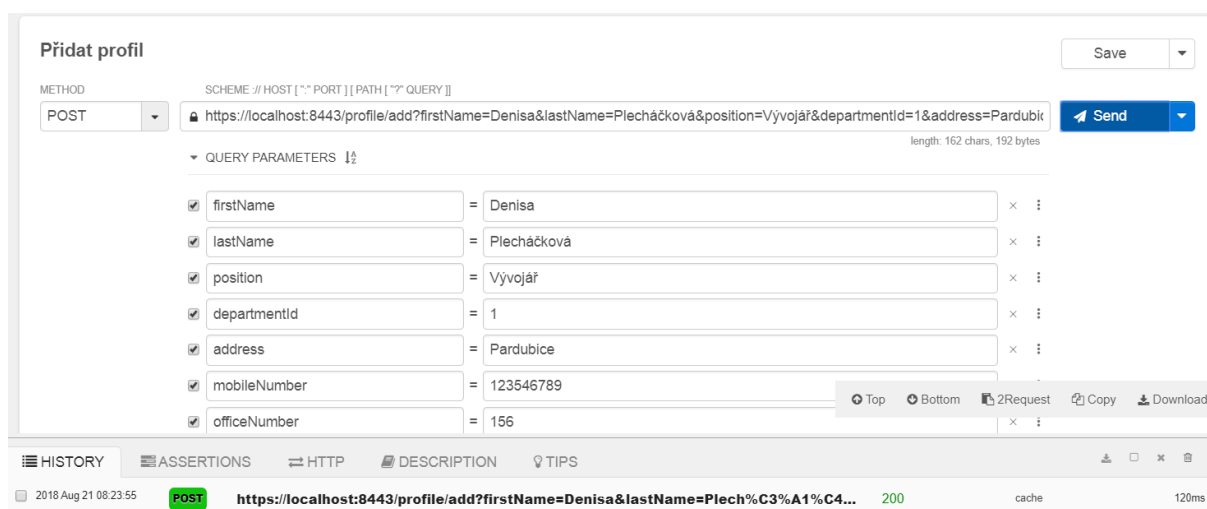 Přidat profil
Save
METHOD
SCHEME :// HOST [ ":" PORT ] [ PATH [ "?" QUERY ]]
POST
https://localhost:8443/profile/add?firstName=Denisa&lastName=Plecháčková&position=Vývojář&departmentId=1&address=Pardubic
Send
length: 162 chars, 192 bytes
QUERY PARAMETERS
firstName = Denisa
lastName = Plecháčková
position = Vývojář
departmentId = 1
address = Pardubice
mobileNumber = 123546789
Top Bottom 2Request Copy Download
officeNumber = 156
HISTORY ASSERTIONS HTTP DESCRIPTION TIPS
2018 Aug 21 08:23:55 POST https://localhost:8443/profile/add?firstName=Denisa&lastName=Plech%C3%A1%C4... 200 cache 120ms